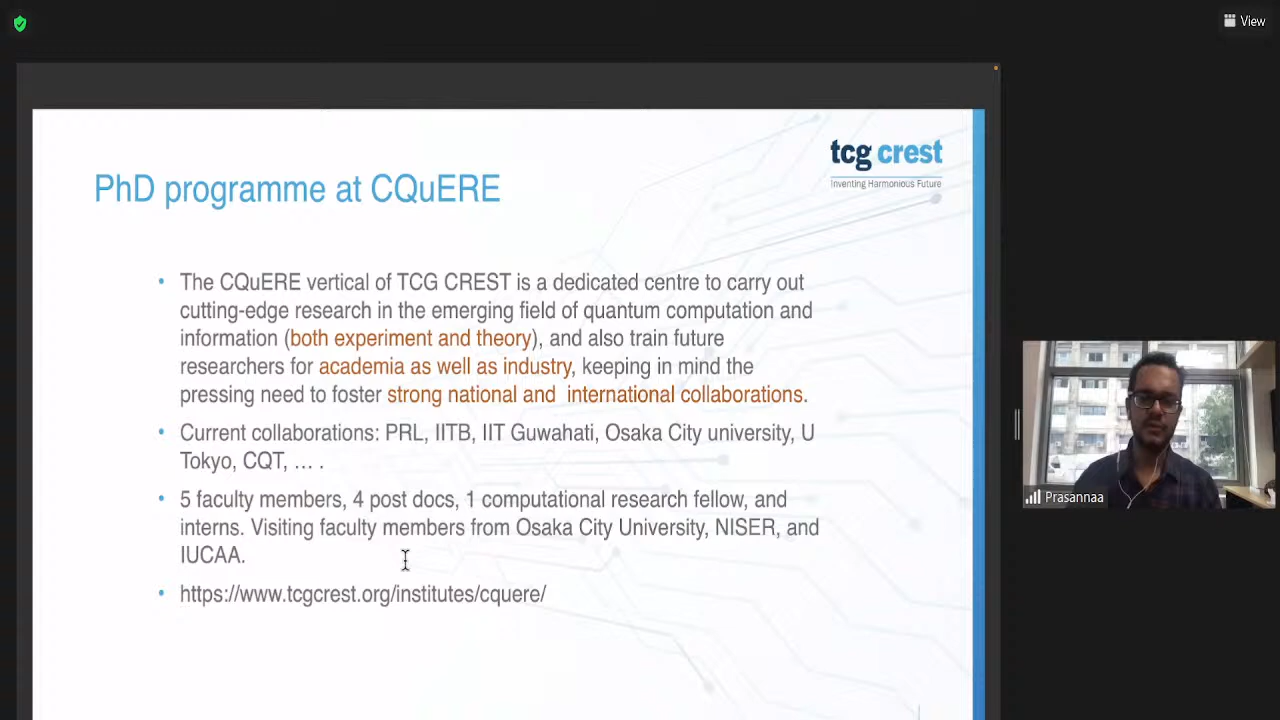 View
tcg crest
Inventing Harmonious Future
PhD programme at CQuERE
• The CQuERE vertical of TCG CREST is a dedicated centre to carry out
cutting-edge research in the emerging field of quantum computation and
information (both experiment and theory), and also train future
researchers for academia as well as industry, keeping in mind the
pressing need to foster strong national and international collaborations.
• Current collaborations: PRL, IITB, IIT Guwahati, Osaka City university, U
Tokyo, CQT, ... .
• 5 faculty members, 4 post docs, 1 computational research fellow, and
interns. Visiting faculty members from Osaka City University, NISER, and
IUCAA.
• https://www.tcgcrest.org/institutes/cquere/
Prasannaa